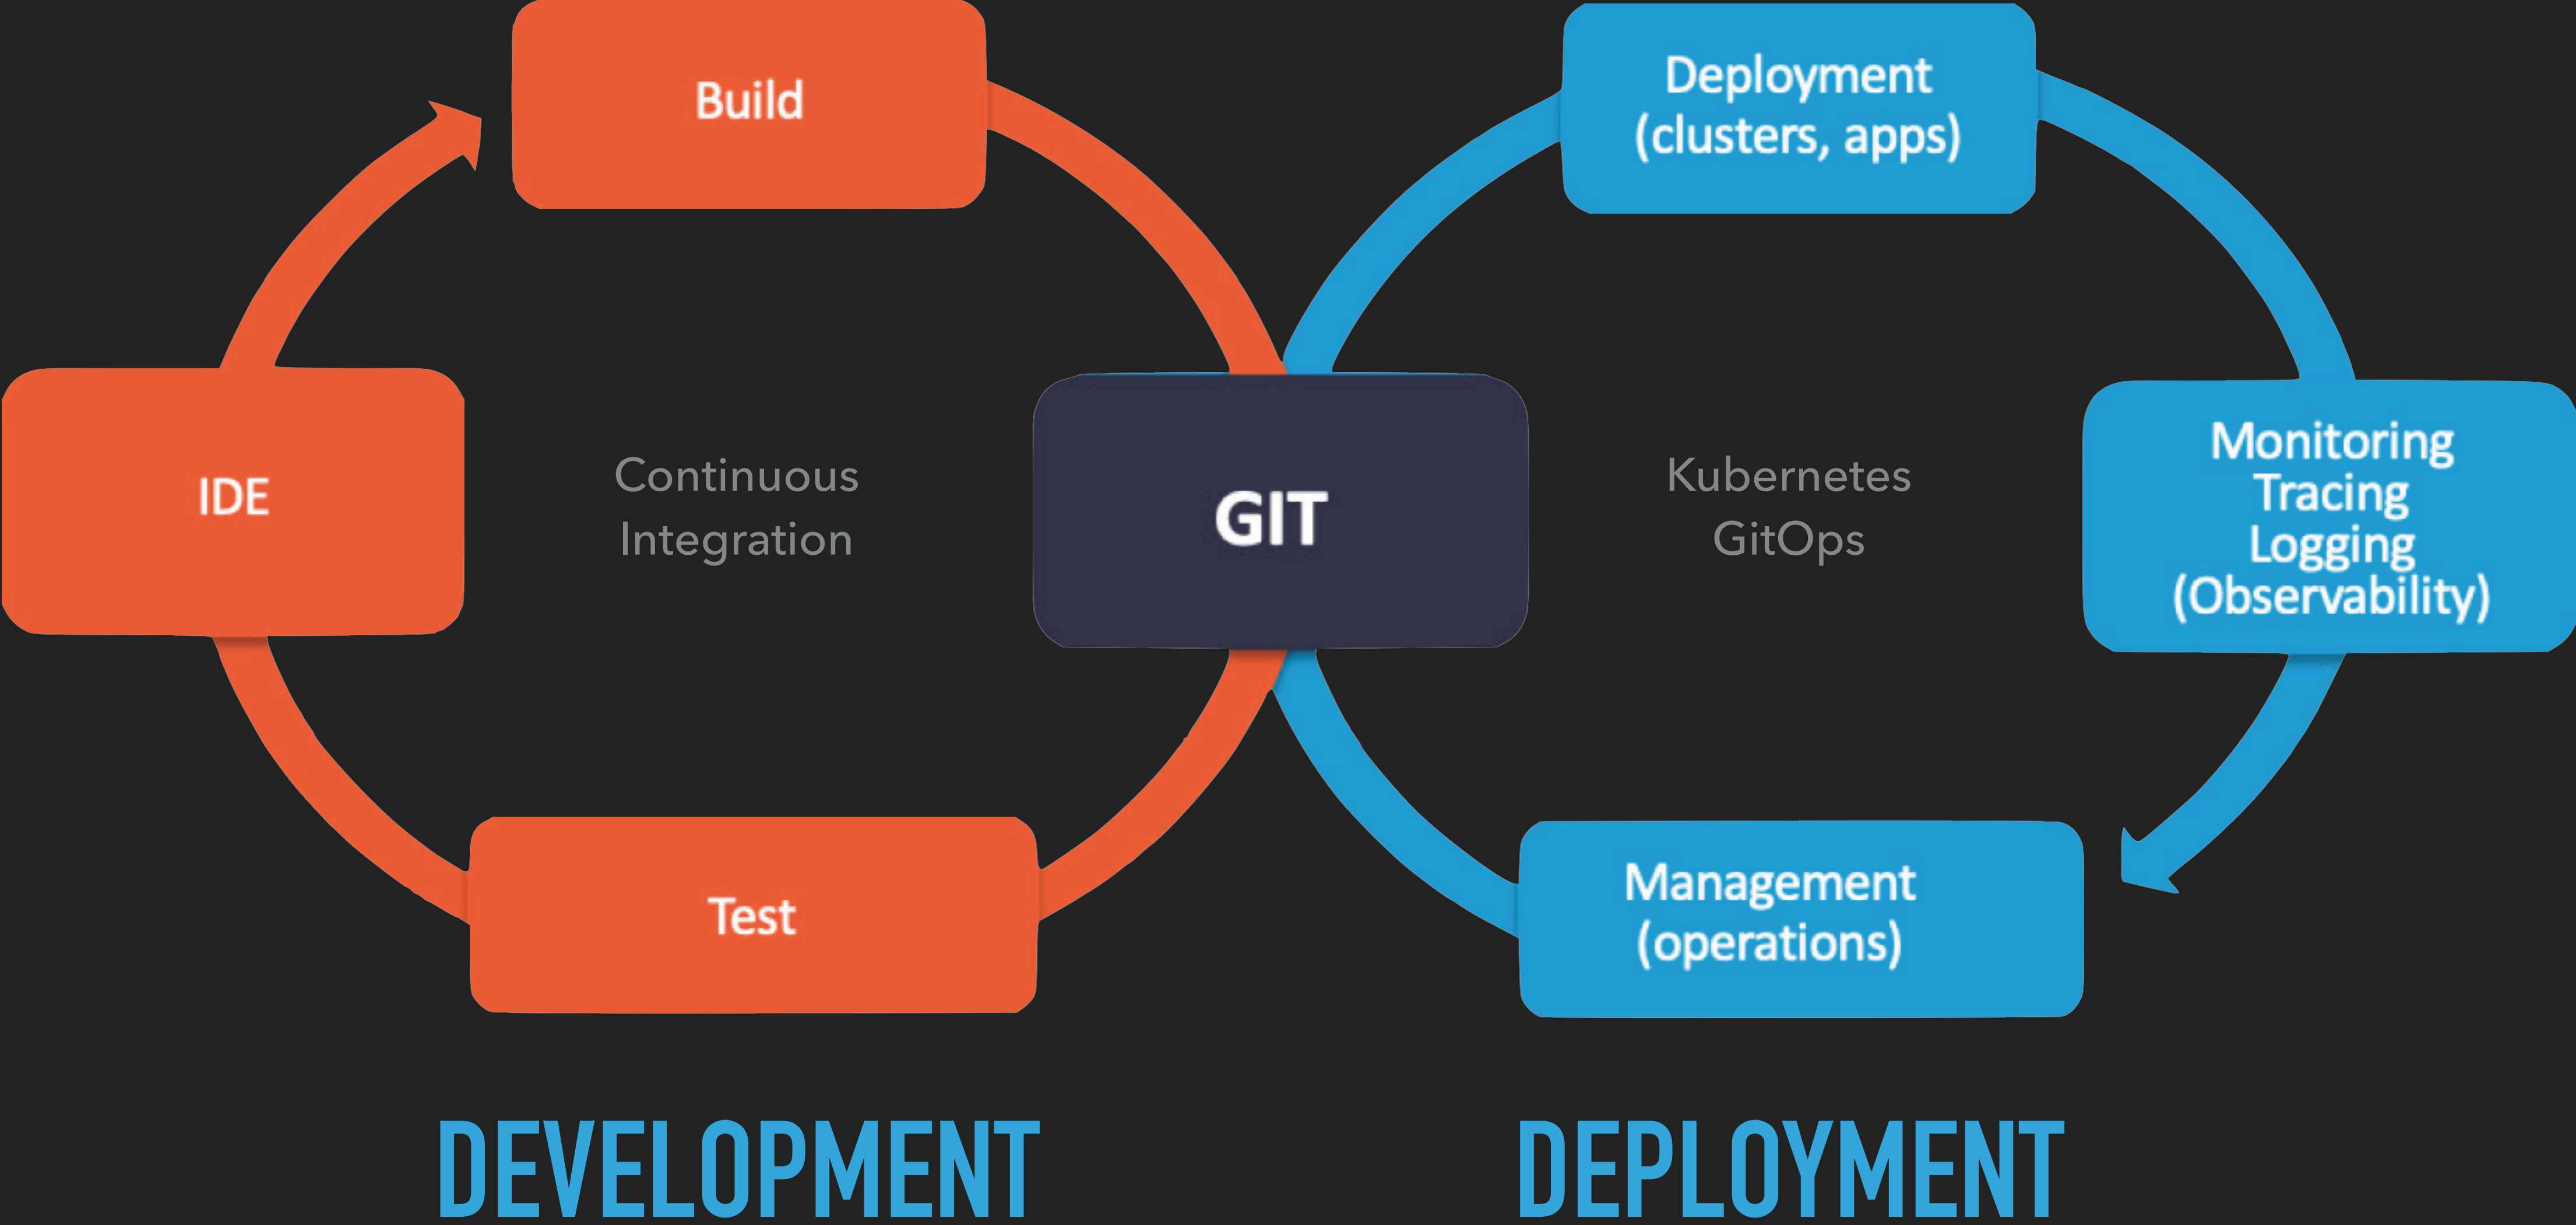 Build
Deployment
(clusters, apps)
IDE
Continuous
Integration
GIT
Kubernetes
GitOps
Monitoring
Tracing
Logging
(Observability)
Test
Management
(operations)
DEVELOPMENT
DEPLOYMENT